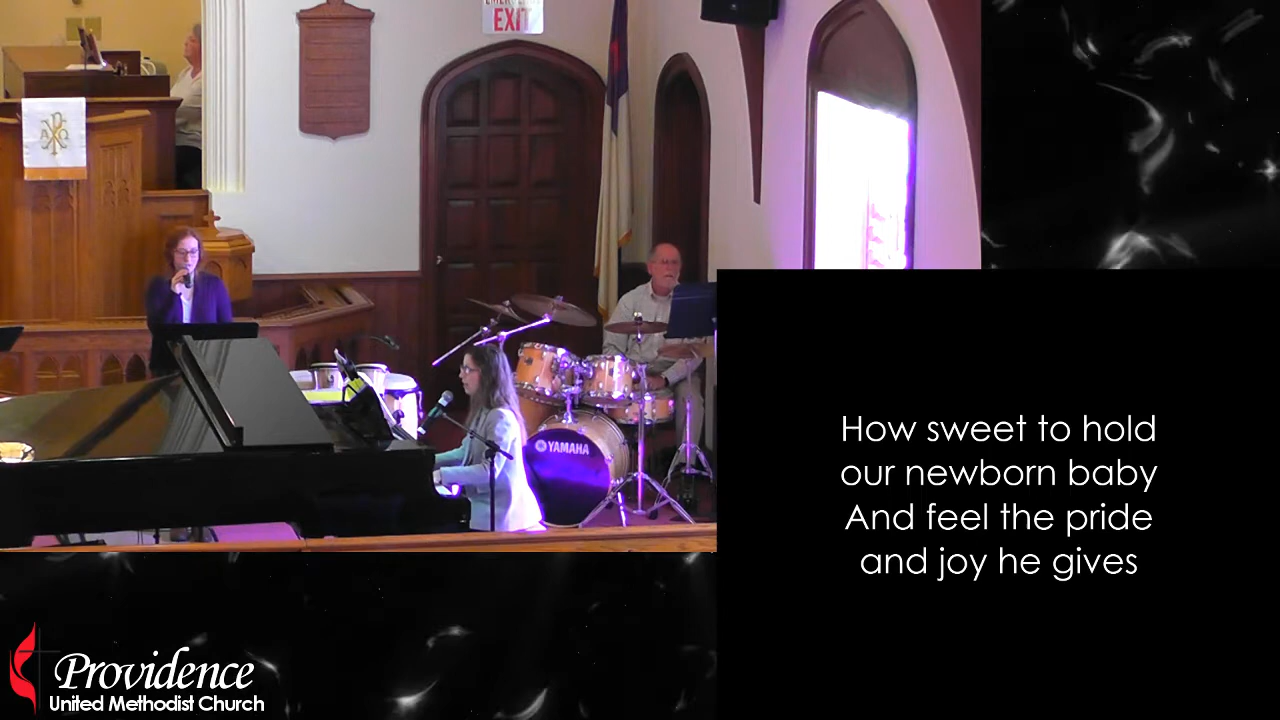 EXIT
YAMAHA
How sweet to hold
our newborn baby
And feel the pride
and joy he gives
Providence
United Methodist Church